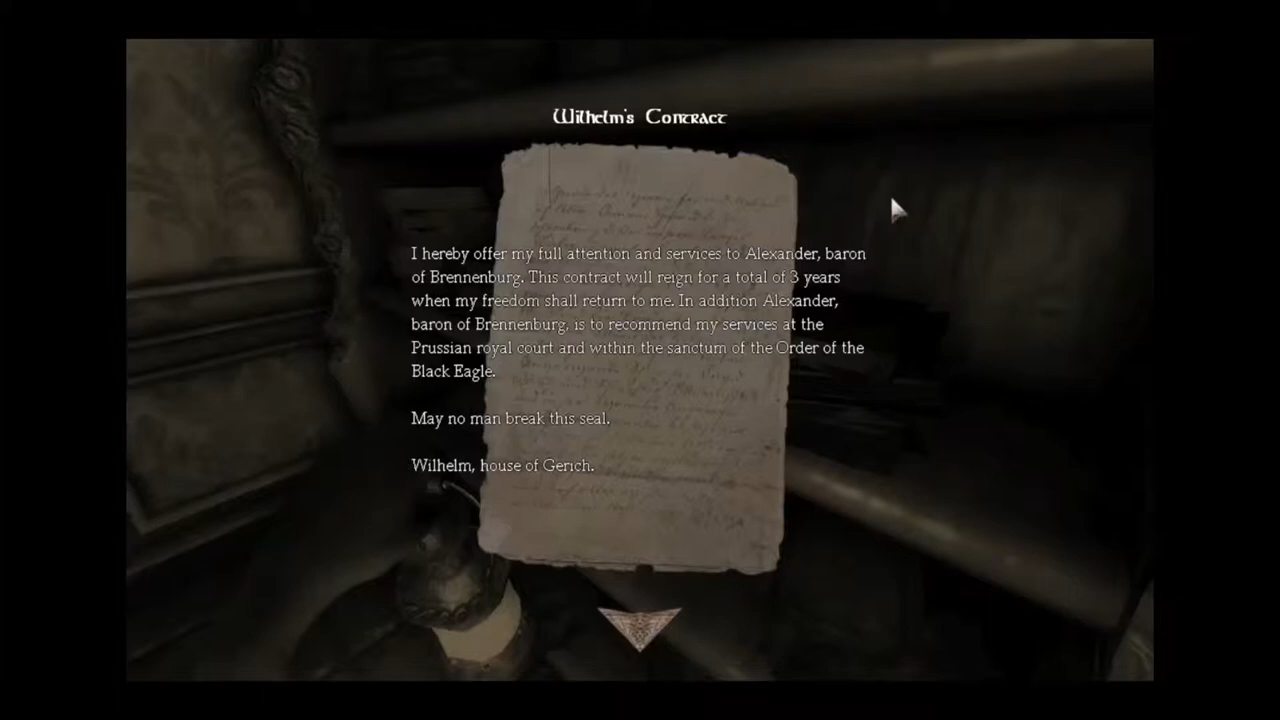 Wilhelm's Contract
I hereby offer my full attention and services to Alexander, baron
of Brennenburg. This contract will reign for a total of 3 years
when my freedom shall return to me. In addition Alexander,
baron of Brennenburg, is to recommend my services at the
Prussian royal court and within the sanctum of the Order of the
Black Eagle.
May no man break this seal.
Wilhelm, house of Gerich.